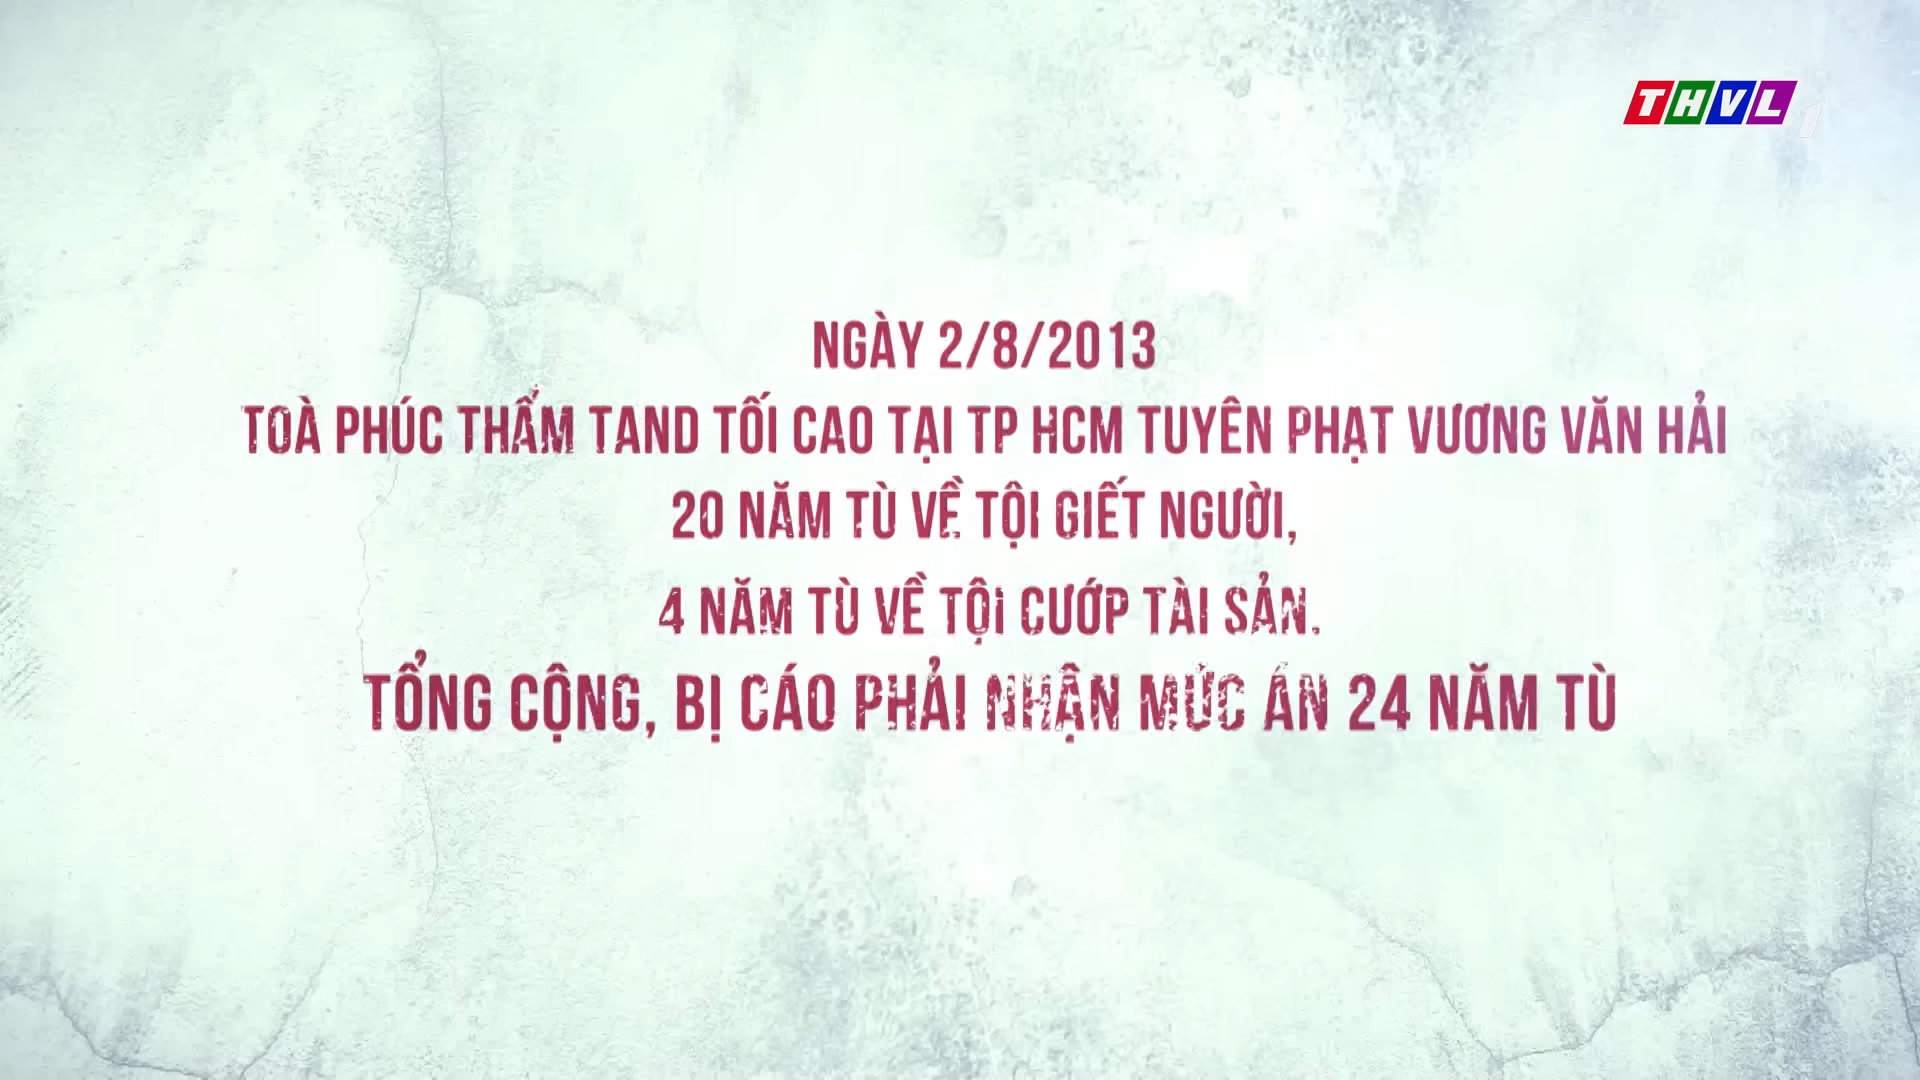 THVL 1
NGÀY 2/8/2013
TOÀ PHÚC THẨM TAND TỐI CAO TẠI TP HCM TUYÊN PHẠT VƯƠNG VĂN HẢI
20 NĂM TÙ VỀ TỘI GIẾT NGƯỜI,
4 NĂM TÙ VỀ TỘI CƯỚP TÀI SẢN.
TỔNG CỘNG, BỊ CÁO PHẢI NHẬN MỨC ÁN 24 NĂM TÙ